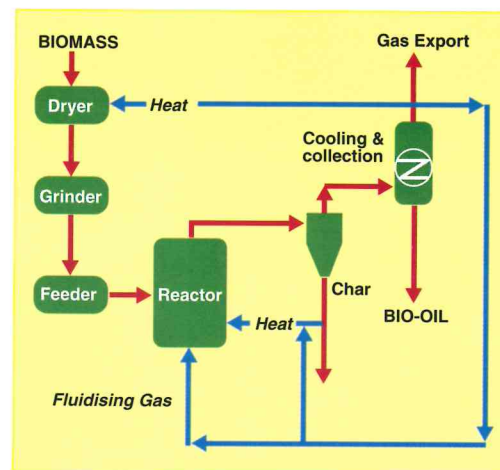 BIOMASS
Gas Export
Dryer
Heat
Cooling &
collection
Grinder
Feeder
Reactor
Char
Heat
BIO-OIL
Fluidising Gas